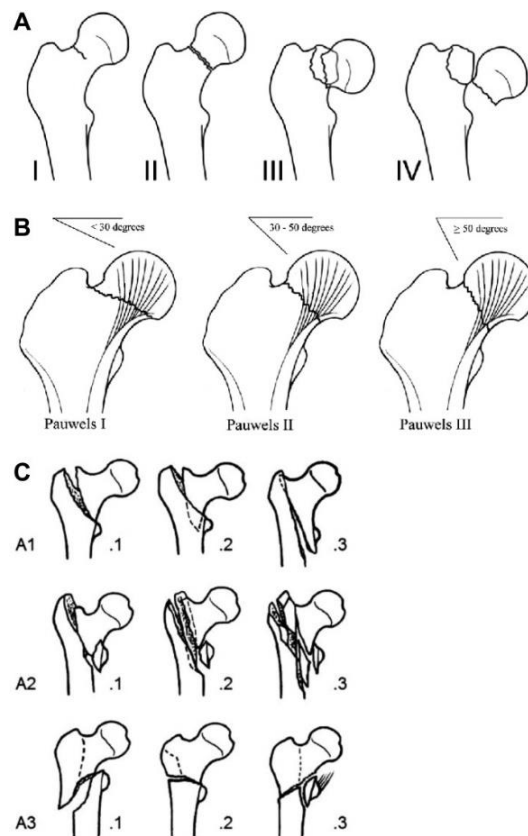 A
I II III IV
B
< 30 degrees 30 - 50 degrees ≥ 50 degrees
Pauwels I Pauwels II Pauwels III
C
A1 .1 .2 .3
A2 .1 .2 .3
A3 .1 .2 .3